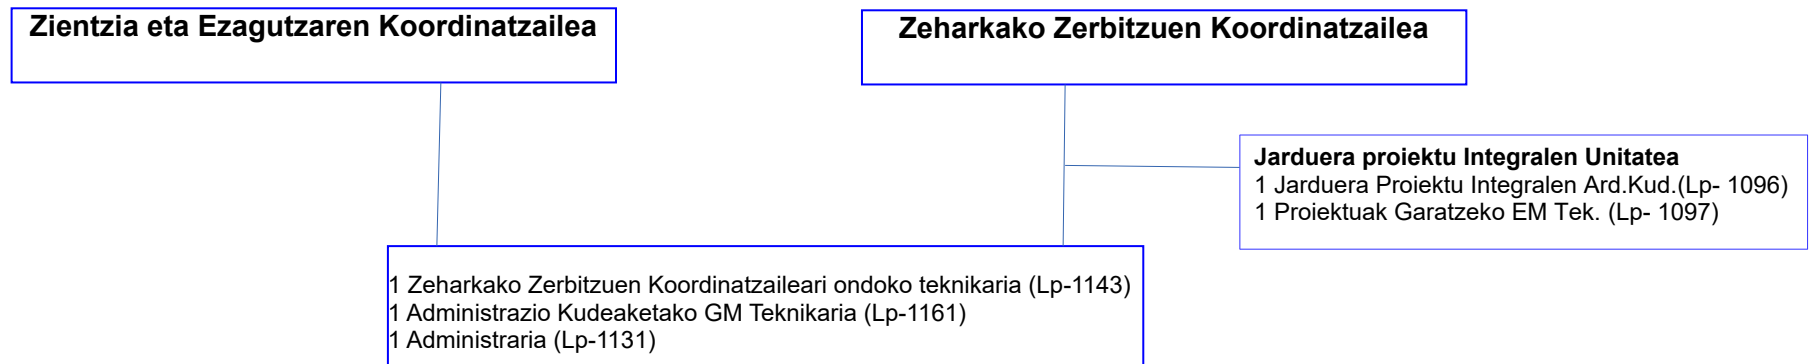 Zientzia eta Ezagutzaren Koordinatzailea
Zeharkako Zerbitzuen Koordinatzailea
Jarduera proiektu Integralen Unitatea
1 Jarduera Proiektu Integralen Ard.Kud.(Lp- 1096)
1 Proiektuak Garatzeko EM Tek. (Lp- 1097)
1 Zeharkako Zerbitzuen Koordinatzaileari ondoko teknikaria (Lp-1143)
1 Administrazio Kudeaketako GM Teknikaria (Lp-1161)
1 Administraria (Lp-1131)